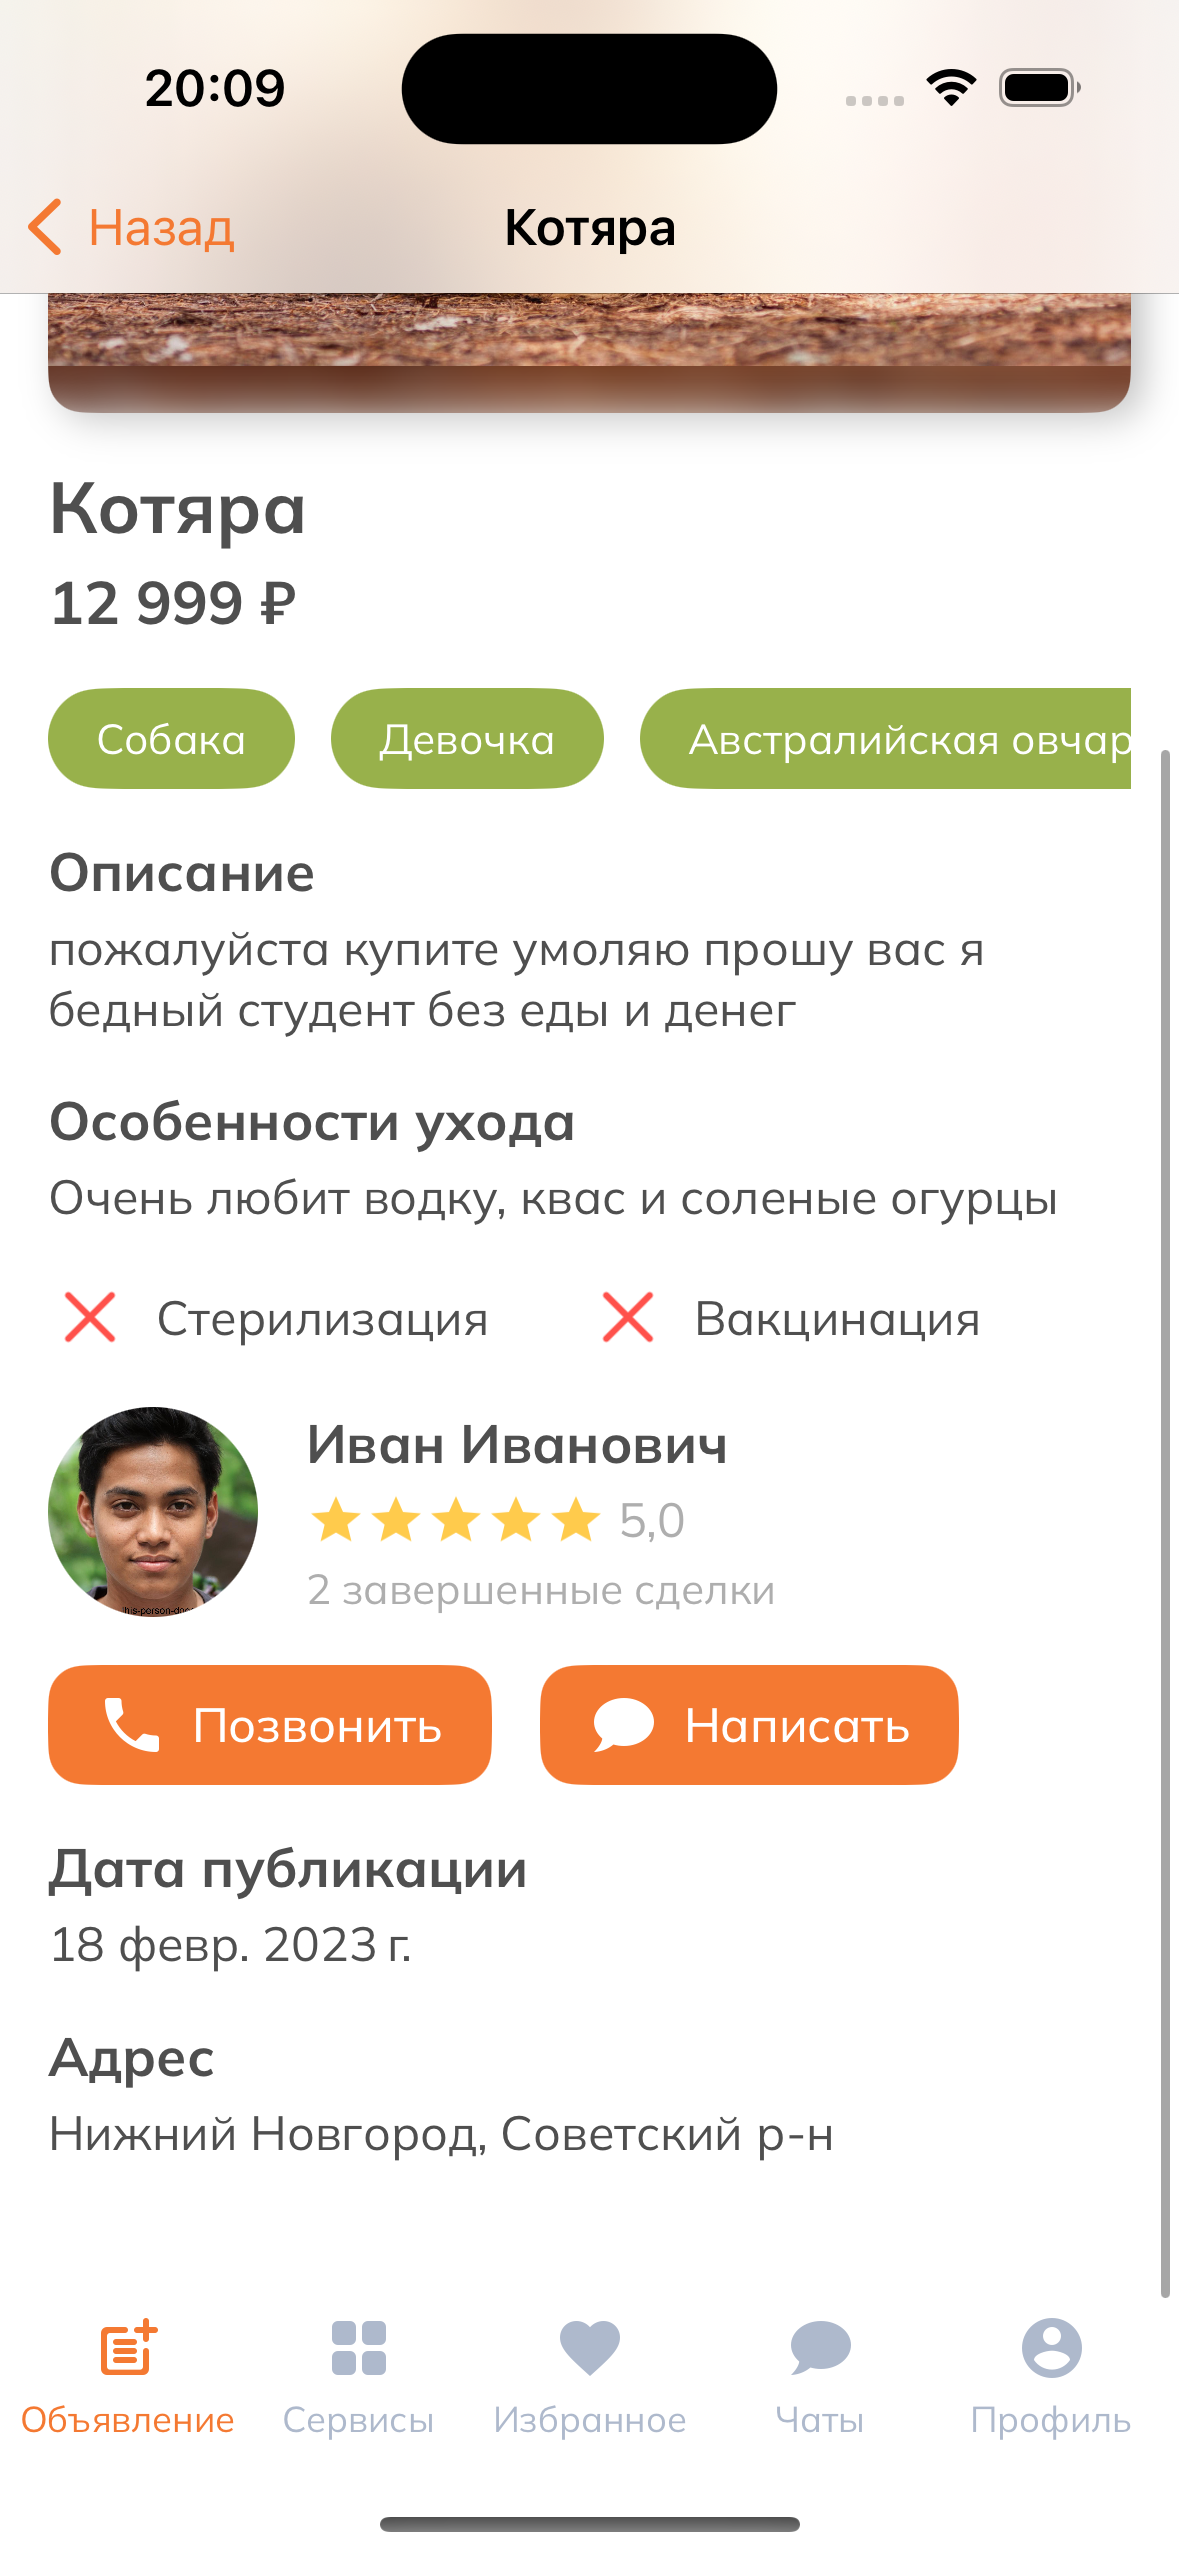 20:09
Назад
Котяра
Котяра
12 999 ₽
Собака
Девочка
Австралийская овчар
Описание
пожалуйста купите умоляю прошу вас я
бедный студент без еды и денег
Особенности ухода
Очень любит водку, квас и соленые огурцы
Стерилизация
Вакцинация
Иван Иванович
5,0
2 завершенные сделки
Позвонить
Написать
Дата публикации
18 февр. 2023 г.
Адрес
Нижний Новгород, Советский р-н
Объявление
Сервисы
Избранное
Чаты
Профиль